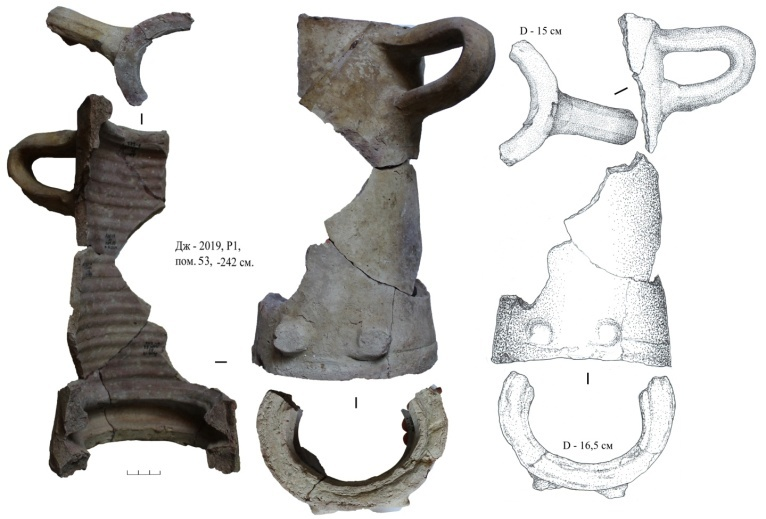 D - 15 см
Дж - 2019, Р1,
пом. 53, -242 см.
D - 16,5 см